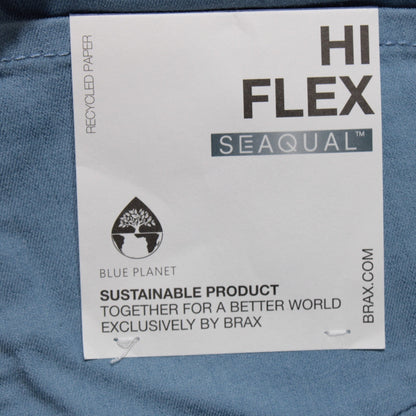 RECYCLED PAPER
HI
FLEX
SEAQUAL™
BLUE PLANET
SUSTAINABLE PRODUCT
TOGETHER FOR A BETTER WORLD
EXCLUSIVELY BY BRAX
BRAX.COM